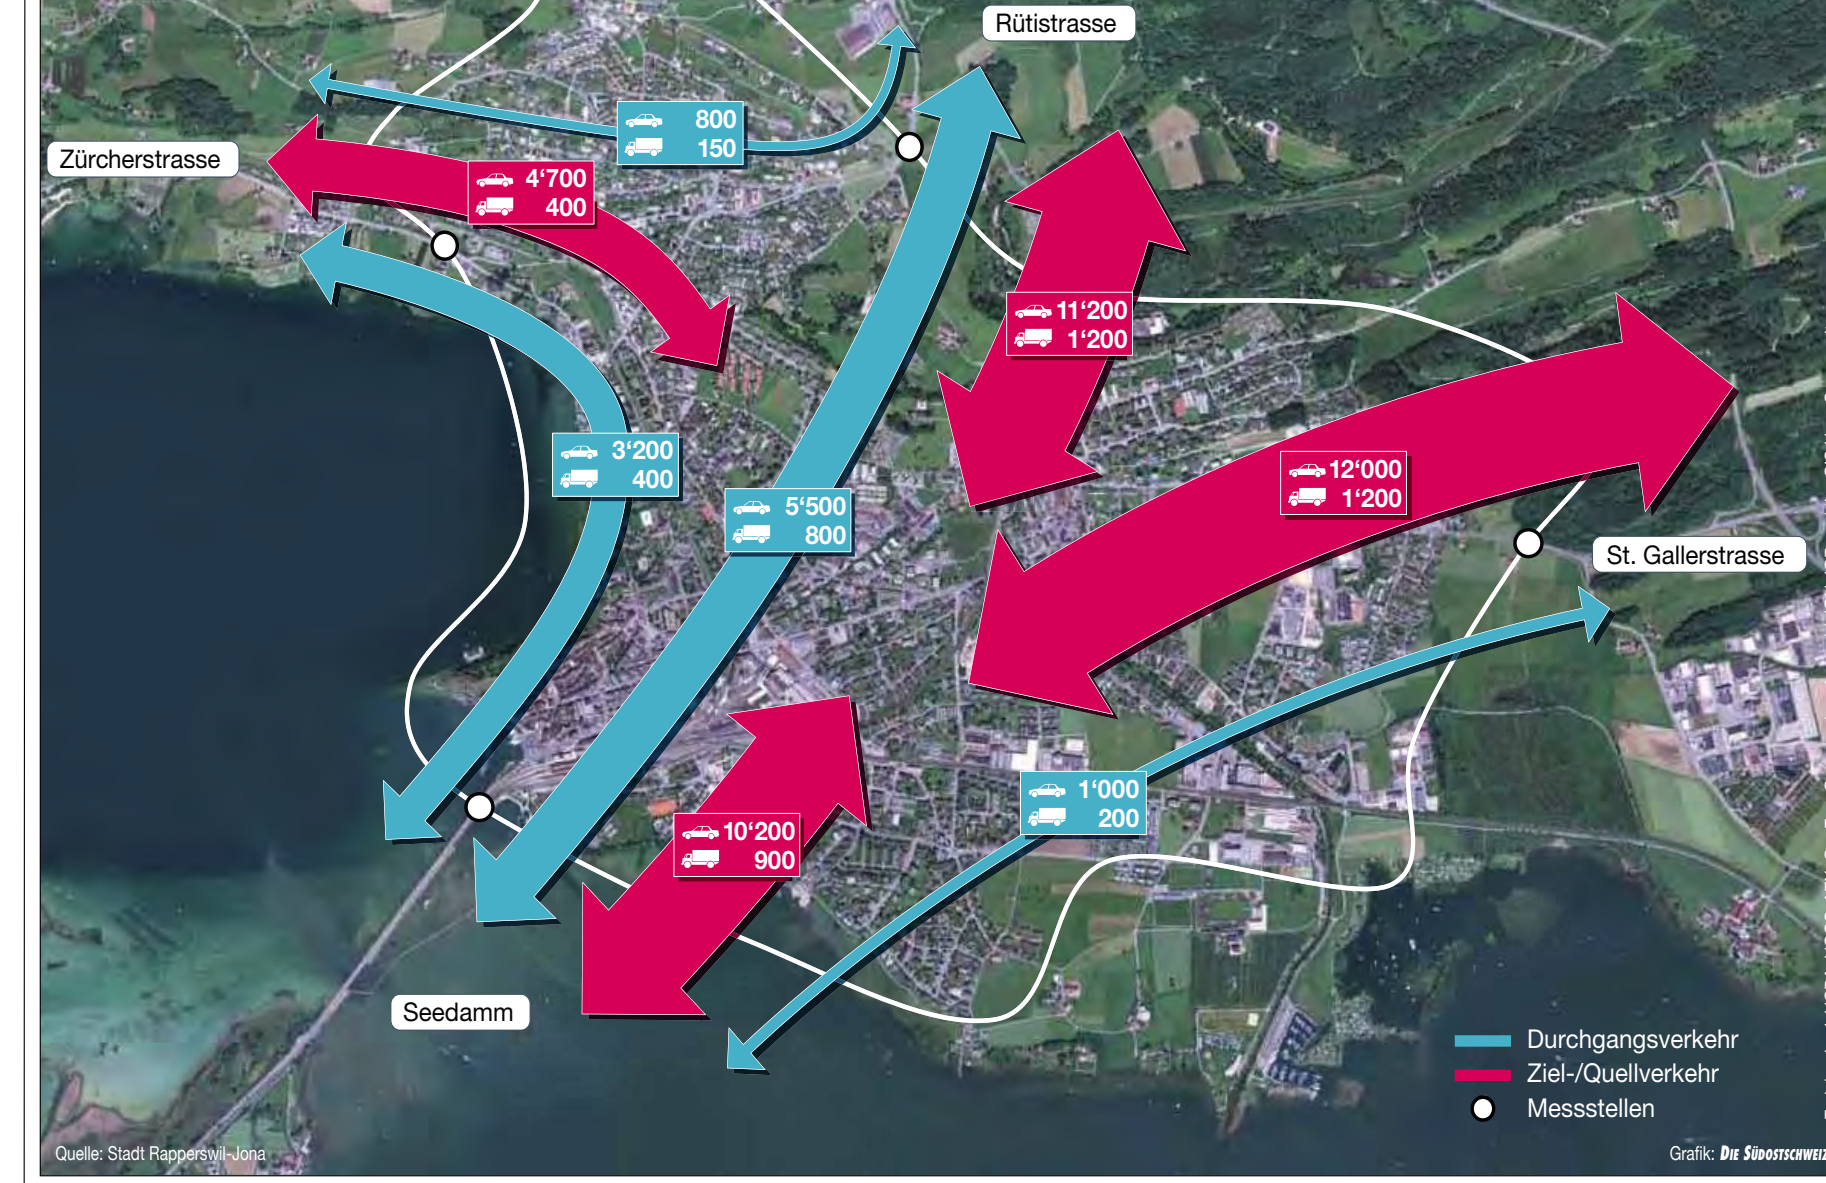 Rütistrasse
800
150
Zürcherstrasse
4‘700
400
11‘200
1‘200
3‘200
400
12‘000
1‘200
5‘500
800
St. Gallerstrasse
1‘000
200
10‘200
900
Seedamm
Durchgangsverkehr
Ziel-/Quellverkehr
Messstellen
Quelle: Stadt Rapperswil-Jona
Grafik: DIE SÜDOSTSCHWEIZ